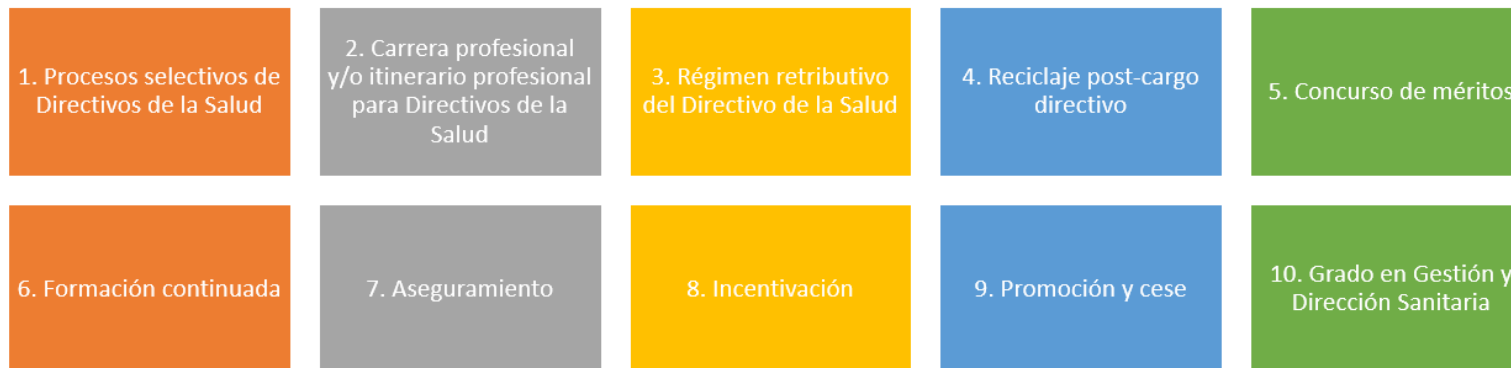 1. Procesos selectivos de
Directivos de la Salud
2. Carrera profesional
y/o itinerario profesional
para Directivos de la
Salud
3. Régimen retributivo
del Directivo de la Salud
4. Reciclaje post-cargo
directivo
5. Concurso de méritos
6. Formación continuada
7. Aseguramiento
8. Incentivación
9. Promoción y cese
10. Grado en Gestión y
Dirección Sanitaria